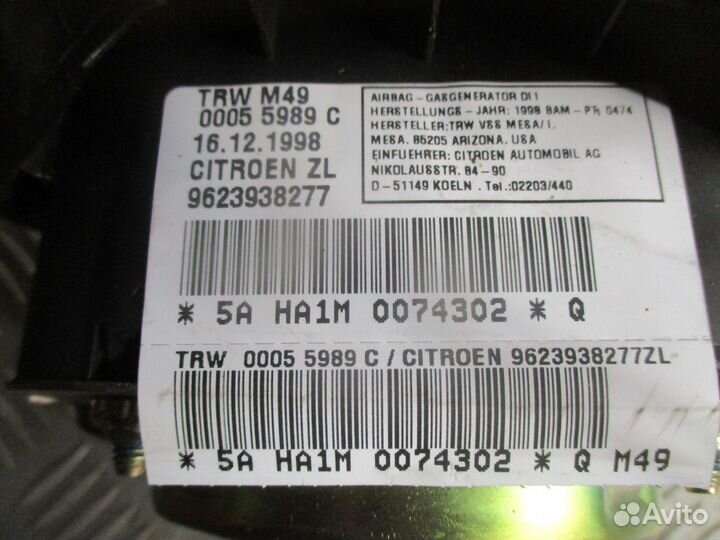 TRW M49
0005 5989 C
16.12.1998
CITROEN ZL
9623938277
AIRBAG - GASGENERATOR DI1
HERSTELLUNGS - JAHR: 1998 BAM - PTı 0474
HERSTELLER: TRW VSS MESA/1.
MESA. 85205 ARIZONA. USA
EINFUEHRER: CITROEN AUTOMOBIL AG
NIKOLAUSSTR. 84-90
D-51149 KOELN . Tel.:02203/440
* 5A HA1M 0074302 * Q
TRW 0005 5989 C / CITROEN 9623938277ZL
* 5A HA1M 0074302 * Q M49
Avito